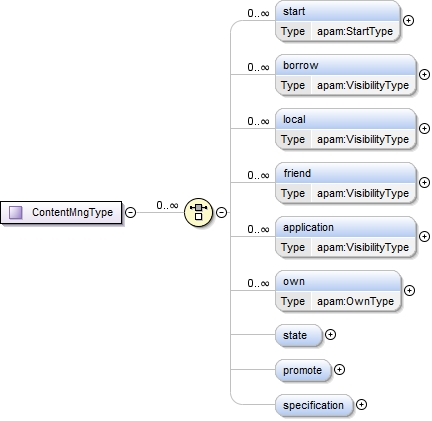 0..∞ start
Type apam:StartType
0..∞ borrow
Type apam:VisibilityType
0..∞ local
Type apam:VisibilityType
0..∞ friend
Type apam:VisibilityType
ContentMngType 0..∞
0..∞ application
Type apam:VisibilityType
0..∞ own
Type apam:OwnType
state
promote
specification